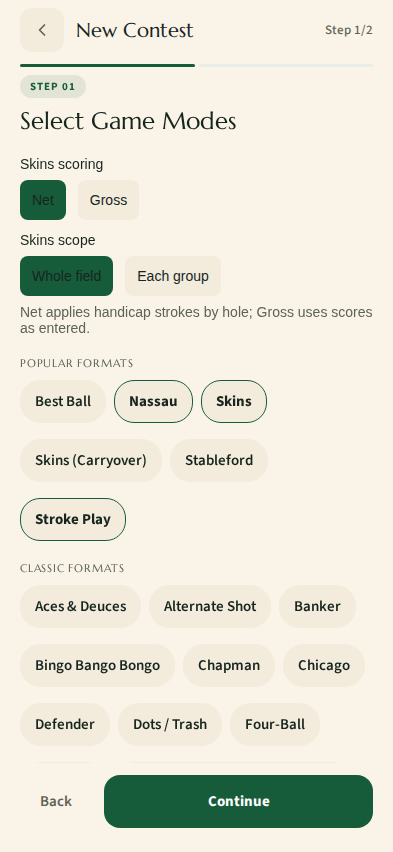 New Contest
Step 1/2
STEP 01
Select Game Modes
Skins scoring
Net Gross
Skins scope
Whole field Each group
Net applies handicap strokes by hole; Gross uses scores
as entered.
POPULAR FORMATS
Best Ball Nassau Skins
Skins (Carryover) Stableford
Stroke Play
CLASSIC FORMATS
Aces & Deuces Alternate Shot Banker
Bingo Bango Bongo Chapman Chicago
Defender Dots / Trash Four-Ball
Back Continue